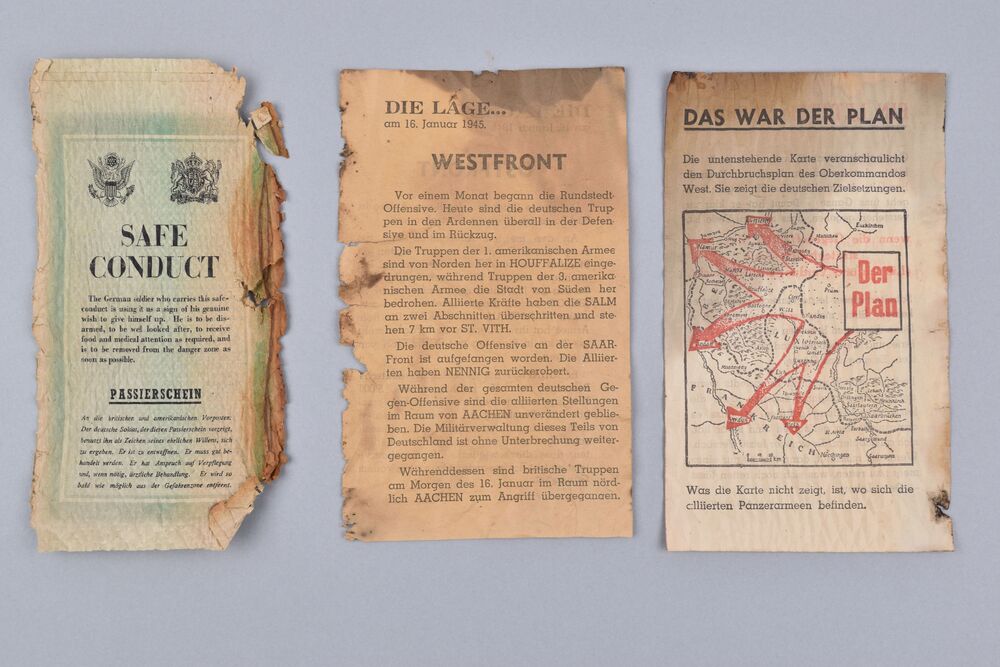 SAFE
CONDUCT
The German soldier who carries this safe-
conduct is using it as a sign of his genuine
wish to give himself up. He is to be dis-
armed, to be well looked after, to receive
food and medical attention as required, and
is to be removed from the danger zone as
soon as possible.
PASSIERSCHEIN
An die britischen und amerikanischen Vorposten:
Der deutsche Soldat, der diesen Passierschein vorzeigt,
benutzt ihn als Zeichen seines ehrlichen Willens, sich
zu ergeben. Er ist zu entwaffnen. Er muss gut be-
handelt werden. Er hat Anspruch auf Verpflegung
und, wenn nötig, ärztliche Behandlung. Er wird so
bald wie möglich aus der Gefahrenzone entfernt.
DIE LAGE...
am 16. Januar 1945.
WESTFRONT
Vor einem Monat begann die Rundstedt-
Offensive. Heute sind die deutschen Trup-
pen in den Ardennen überall in der Defen-
sive und im Rückzug.
Die Truppen der 1. amerikanischen Armee
sind von Norden her in HOUFFALIZE einge-
drungen, während Truppen der 3. amerika-
nischen Armee die Stadt von Süden her
bedrohen. Alliierte Kräfte haben die SALM
an zwei Abschnitten überschritten und ste-
hen 7 km vor ST. VITH.
Die deutsche Offensive an der SAAR-
Front ist aufgefangen worden. Die Alliier-
ten haben NENNIG zurückerobert.
Während der gesamten deutschen Ge-
gen-Offensive sind die alliierten Stellungen
im Raum von AACHEN unverändert geblie-
ben. Die Militärverwaltung dieses Teils von
Deutschland ist ohne Unterbrechung weiter-
gegangen.
Währenddessen sind britische Truppen
am Morgen des 16. Januar im Raum nörd-
lich AACHEN zum Angriff übergegangen.
DAS WAR DER PLAN
Die untenstehende Karte veranschaulicht
den Durchbruchsplan des Oberkommandos
West. Sie zeigt die deutschen Zielsetzungen.
Euskirchen
Namur
Prüm
Der
Plan
Saarbrücken
FRANKREICH
Was die Karte nicht zeigt, ist, wo sich die
alliierten Panzerarmeen befinden.